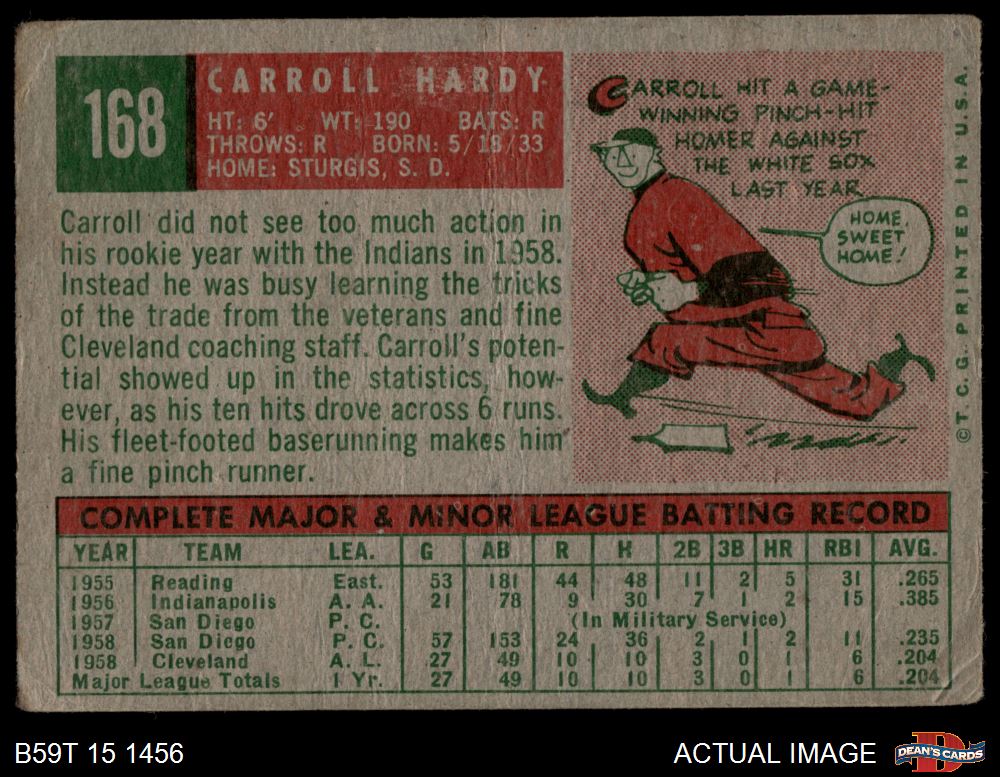 168
CARROLL HARDY
HT: 6' WT: 190 BATS: R
THROWS: R BORN: 5/18/33
HOME: STURGIS, S. D.
Carroll did not see too much action in
his rookie year with the Indians in 1958.
Instead he was busy learning the tricks
of the trade from the veterans and fine
Cleveland coaching staff. Carroll's poten-
tial showed up in the statistics, how-
ever, as his ten hits drove across 6 runs.
His fleet-footed baserunning makes him
a fine pinch runner.
CARROLL HIT A GAME-
WINNING PINCH-HIT
HOMER AGAINST
THE WHITE SOX
LAST YEAR
HOME,
SWEET
HOME!
©T. C. G. PRINTED IN U.S.A.
COMPLETE MAJOR & MINOR LEAGUE BATTING RECORD
YEAR TEAM LEA. G AB R H 2B 3B HR RBI AVG.
1955 Reading East. 53 181 44 48 11 2 5 31 .265
1956 Indianapolis A. A. 21 78 9 30 7 1 2 15 .385
1957 San Diego P. C. (In Military Service)
1958 San Diego P. C. 57 153 24 36 2 1 2 11 .235
1958 Cleveland A. L. 27 49 10 10 3 0 1 6 .204
Major League Totals 1 Yr. 27 49 10 10 3 0 1 6 .204
B59T 15 1456
ACTUAL IMAGE
D
DEAN'S CARDS